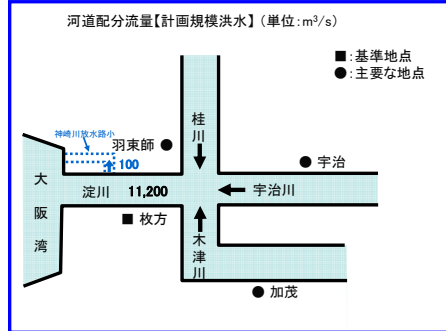 河道配分流量【計画規模洪水】（単位:m³/s）
■:基準地点
●:主要な地点
神崎川放水路小
羽束師 ●
桂川
100
● 宇治
大阪湾
淀川 11,200
宇治川
■ 枚方
木津川
● 加茂